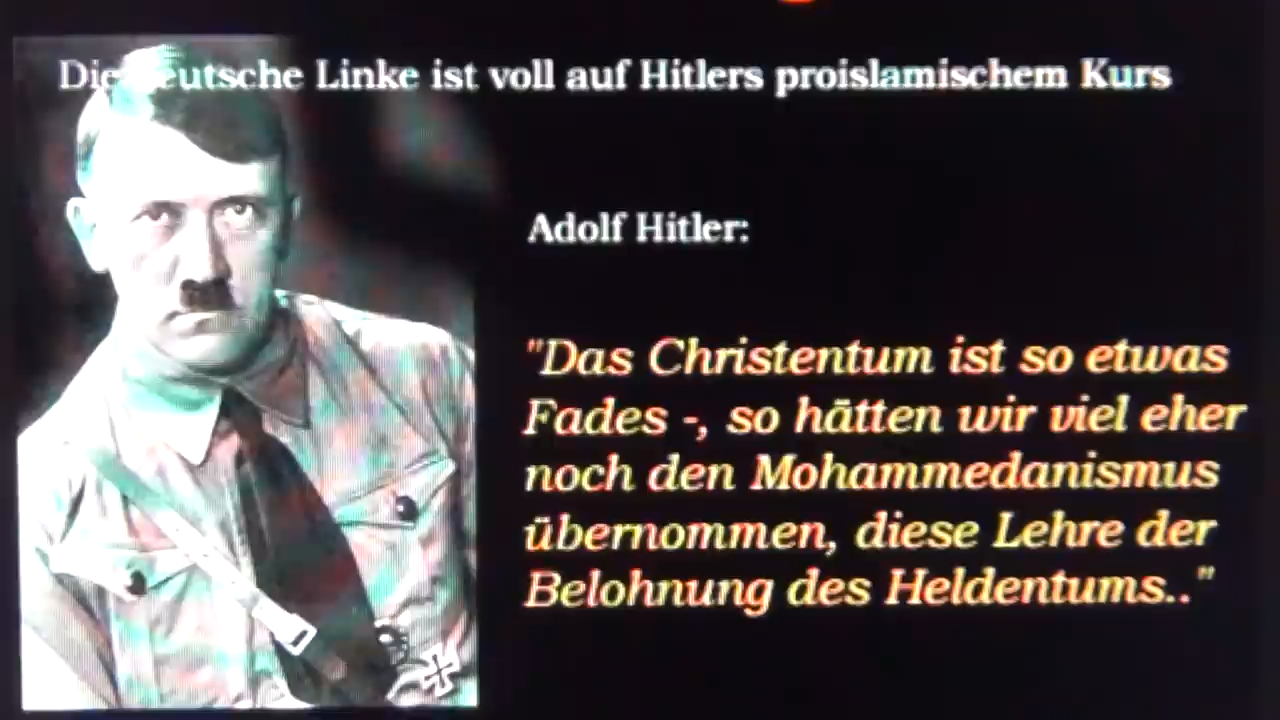 Die deutsche Linke ist voll auf Hitlers proislamischem Kurs
Adolf Hitler:
"Das Christentum ist so etwas
Fades -, so hätten wir viel eher
noch den Mohammedanismus
übernommen, diese Lehre der
Belohnung des Heldentums.."